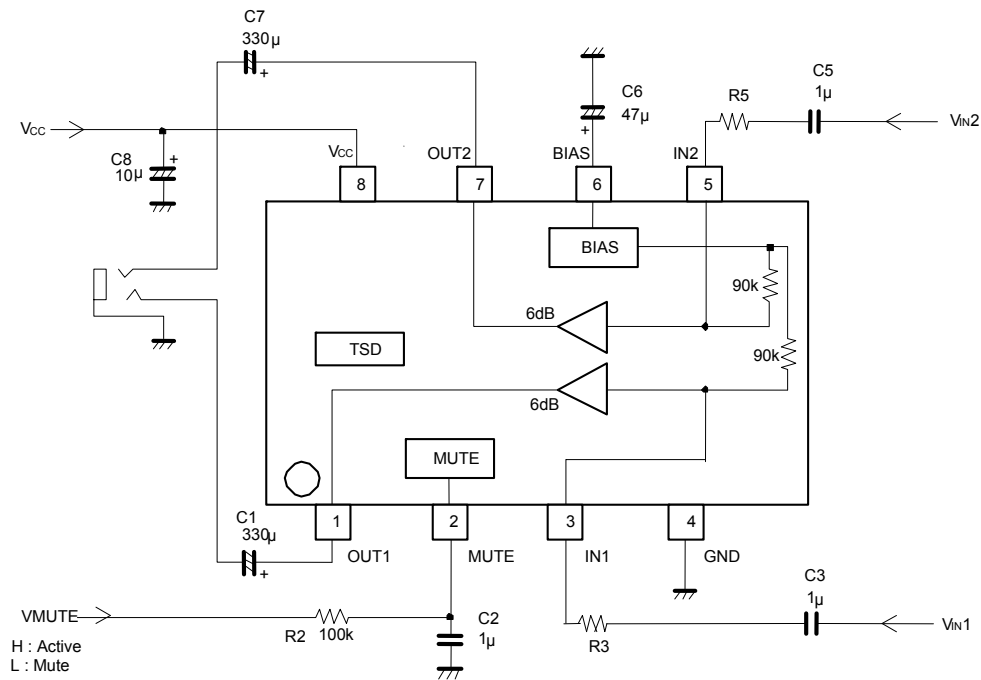 C7
330μ
C5
1μ
R5
VIN2
C6
47μ
+
+
VCC
C8
10μ
+
VCC
OUT2
BIAS
IN2
8
7
6
5
BIAS
90k
90k
6dB
TSD
6dB
MUTE
1
2
3
4
OUT1
MUTE
IN1
GND
C1
330μ
+
C3
1μ
VMUTE
R2
100k
C2
1μ
R3
VIN1
H : Active
L : Mute